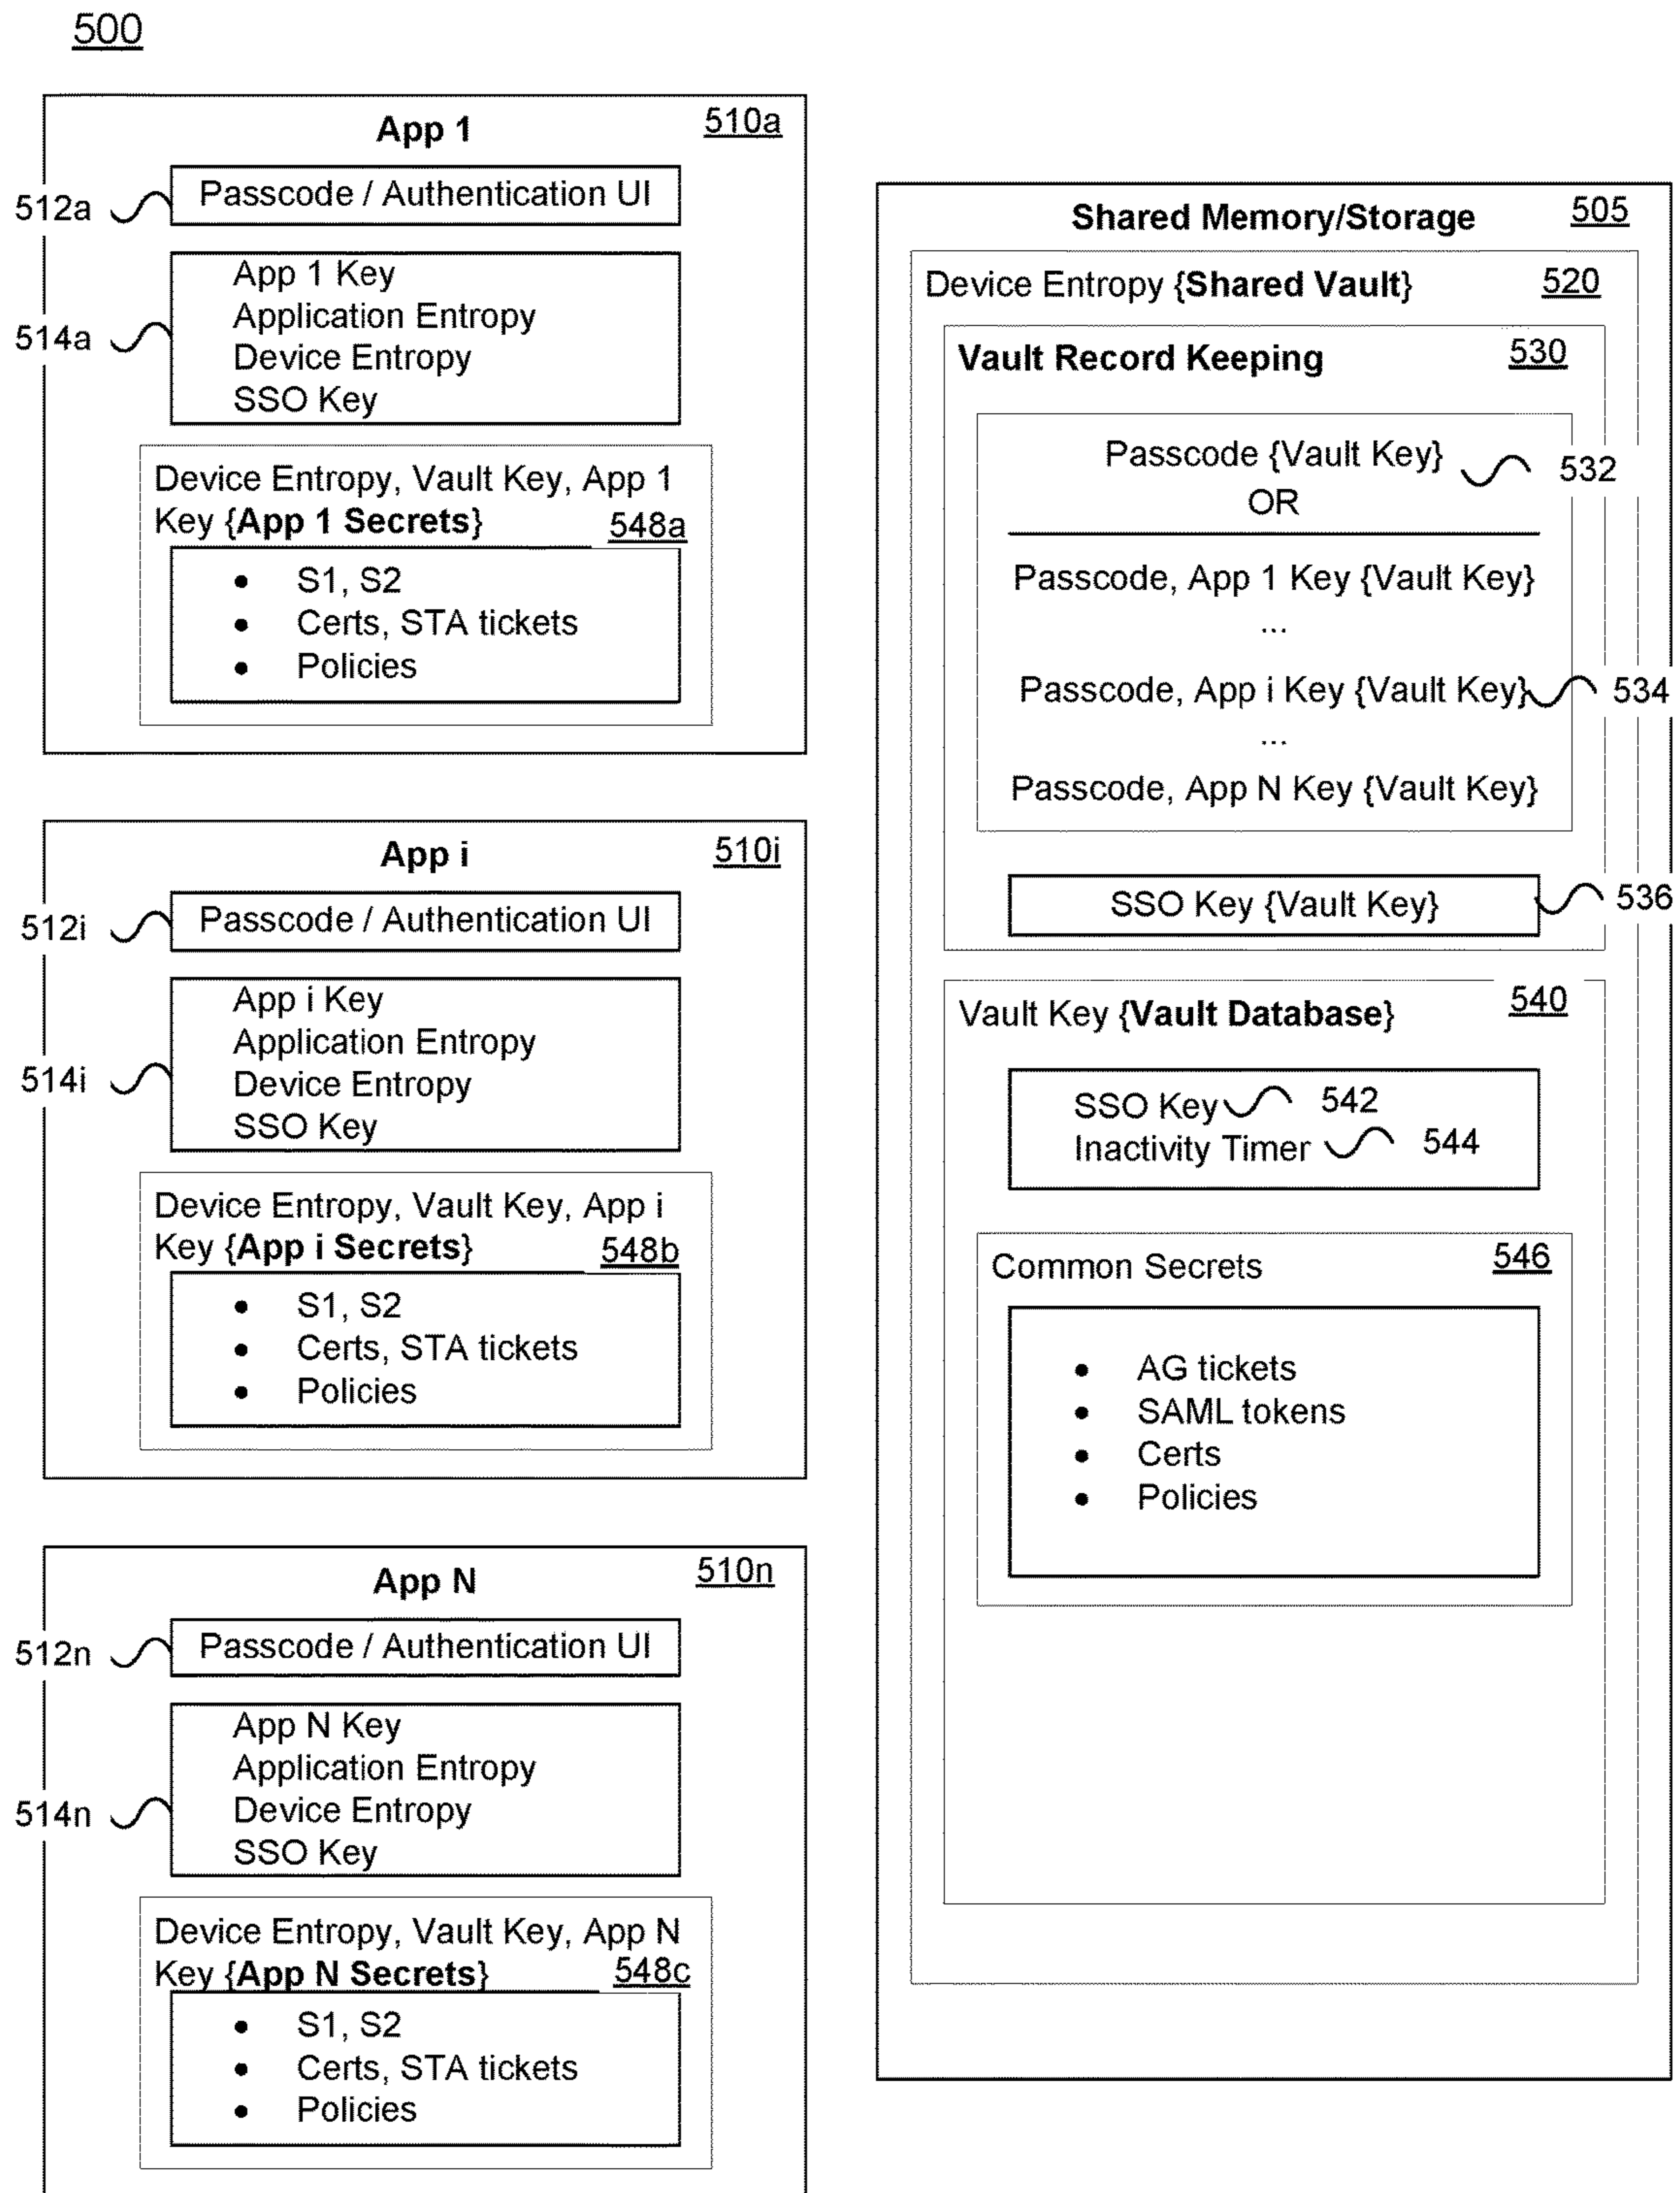 500
App 1
510a
512a
Passcode / Authentication UI
514a
App 1 Key
Application Entropy
Device Entropy
SSO Key
Device Entropy, Vault Key, App 1
Key {App 1 Secrets}
548a
• S1, S2
• Certs, STA tickets
• Policies
App i
510i
512i
Passcode / Authentication UI
514i
App i Key
Application Entropy
Device Entropy
SSO Key
Device Entropy, Vault Key, App i
Key {App i Secrets}
548b
• S1, S2
• Certs, STA tickets
• Policies
App N
510n
512n
Passcode / Authentication UI
514n
App N Key
Application Entropy
Device Entropy
SSO Key
Device Entropy, Vault Key, App N
Key {App N Secrets}
548c
• S1, S2
• Certs, STA tickets
• Policies
Shared Memory/Storage
505
Device Entropy {Shared Vault}
520
Vault Record Keeping
530
Passcode {Vault Key}
532
OR
Passcode, App 1 Key {Vault Key}
...
Passcode, App i Key {Vault Key}
534
...
Passcode, App N Key {Vault Key}
SSO Key {Vault Key}
536
Vault Key {Vault Database}
540
SSO Key
542
Inactivity Timer
544
Common Secrets
546
• AG tickets
• SAML tokens
• Certs
• Policies